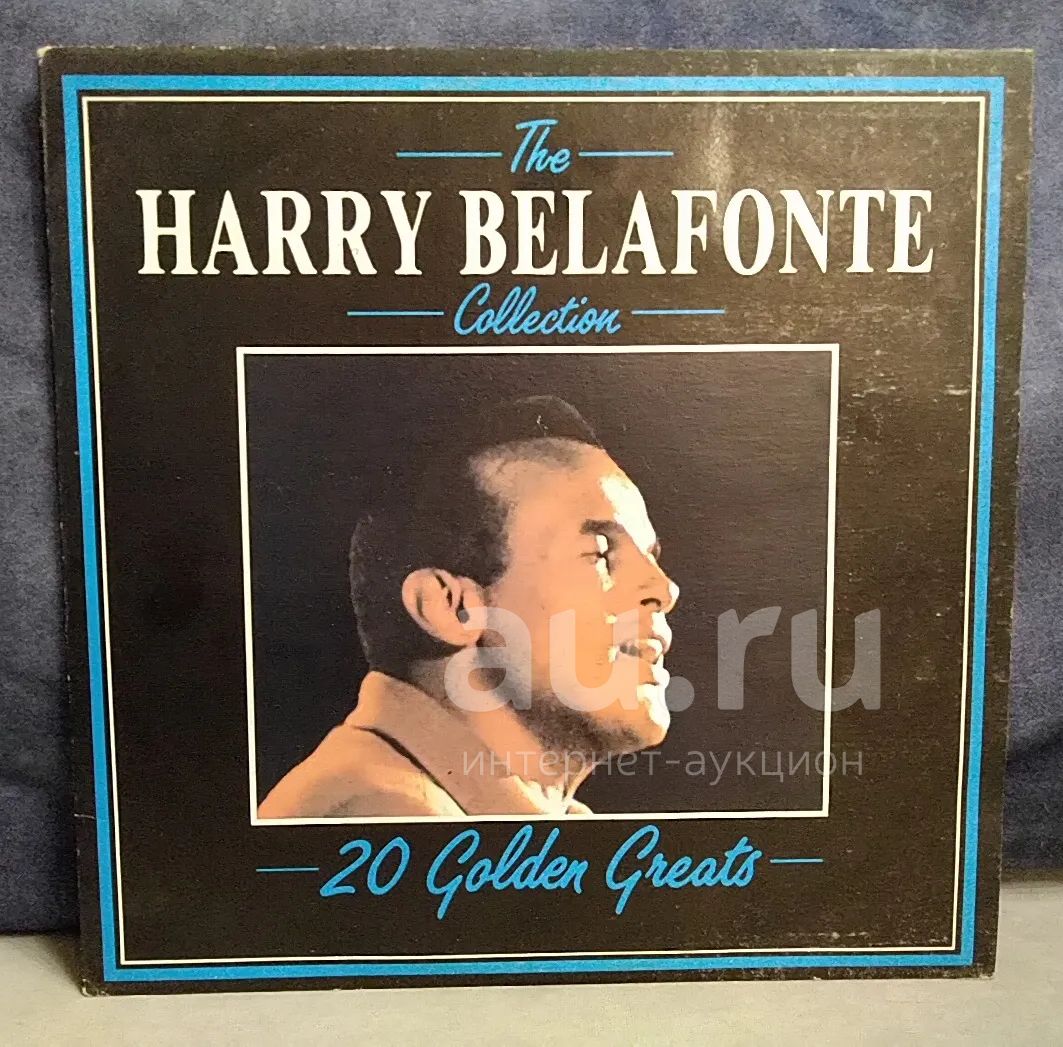 The
HARRY BELAFONTE
Collection
au.ru
интернет-аукцион
20 Golden Greats